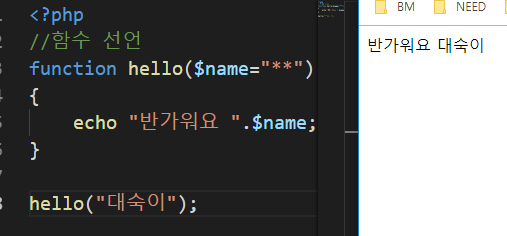 <?php
//함수 선언
function hello($name="**")
{
    echo "반가워요 ".$name;
}
hello("대숙이");
BM NEED
반가워요 대숙이